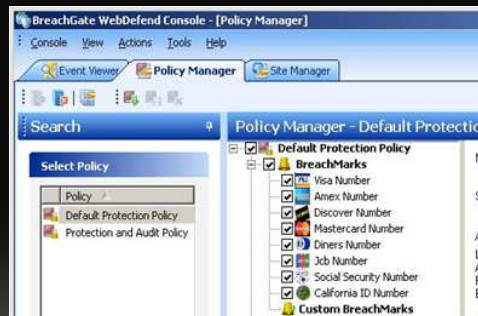 BreachGate WebDefend Console - [Policy Manager]
Console View Actions Tools Help
Event Viewer Policy Manager Site Manager
Search
Policy Manager - Default Protectio
Select Policy
Policy
Default Protection Policy
Protection and Audit Policy
Default Protection Policy
BreachMarks
Visa Number
Amex Number
Discover Number
Mastercard Number
Diners Number
Jcb Number
Social Security Number
California ID Number
Custom BreachMarks